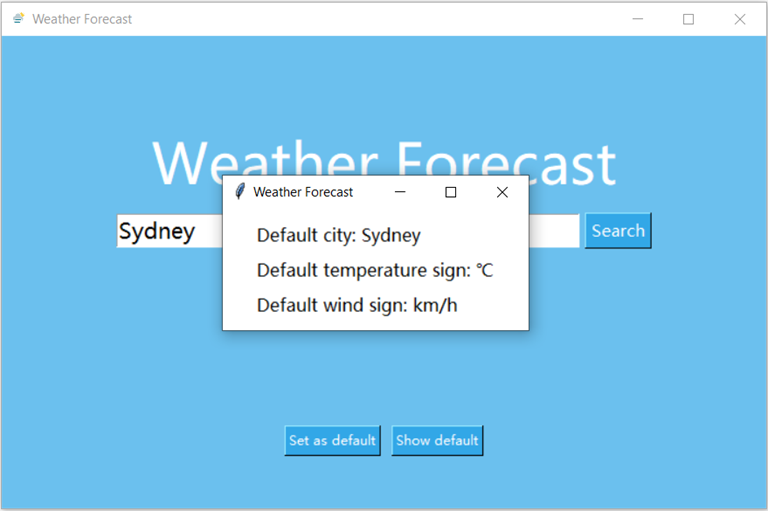 Weather Forecast
Weather Forecast
Weather Forecast
Default city: Sydney
Default temperature sign: ℃
Default wind sign: km/h
Sydney
Search
Set as default
Show default